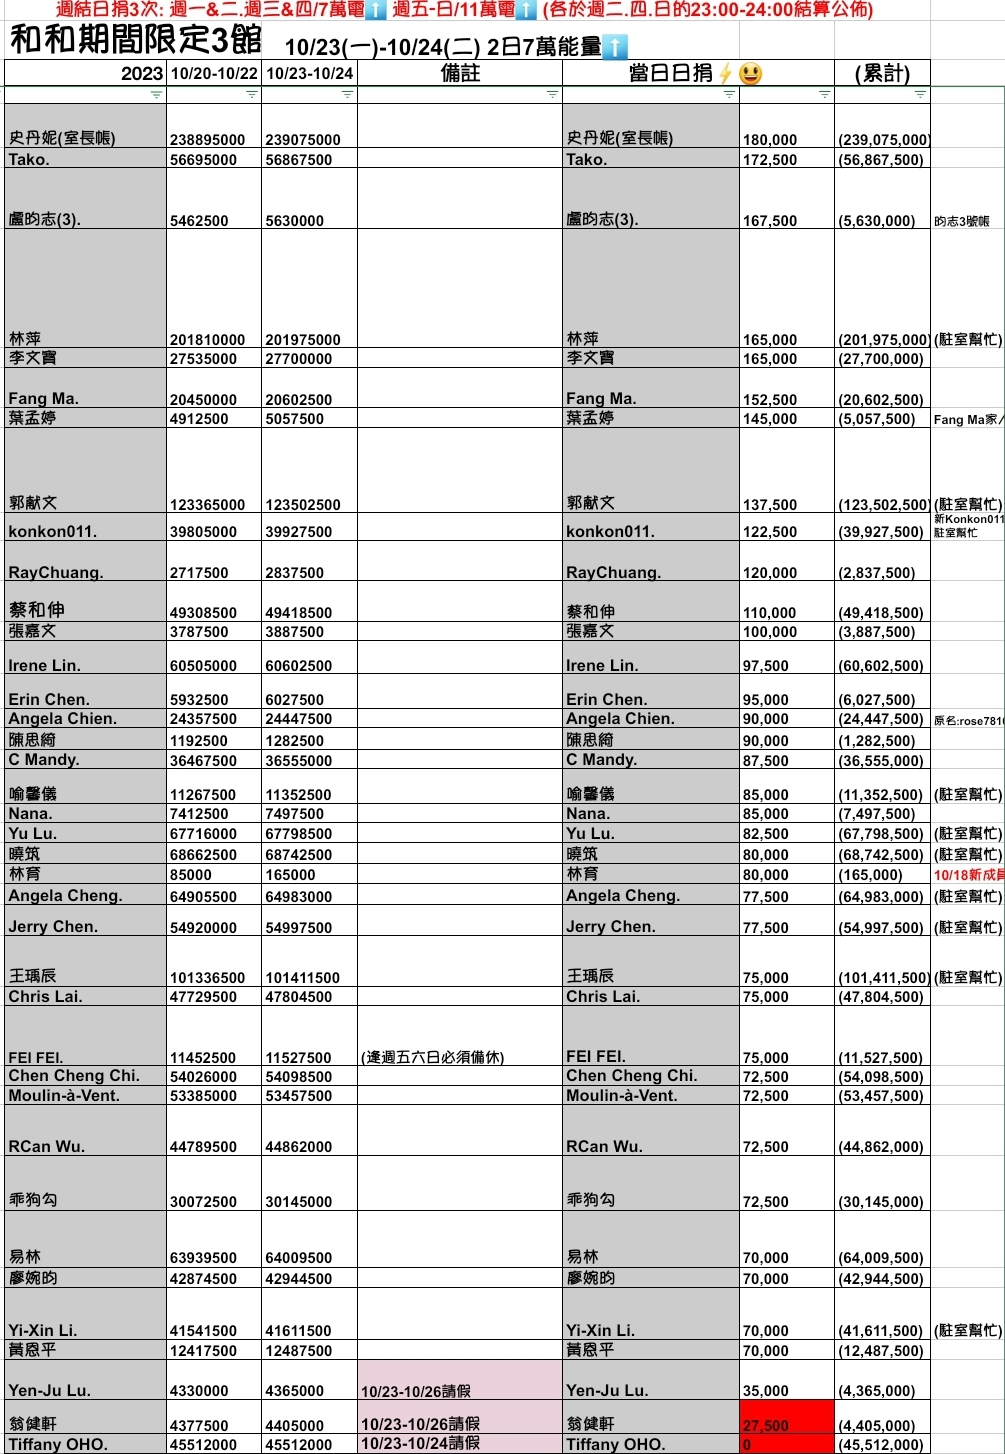 週結日捐3次: 週一&二.週三&四/7萬電⬆️ 週五-日/11萬電⬆️ (各於週二.四.日的23:00-24:00結算公佈)
和和期間限定3館 10/23(一)-10/24(二) 2日7萬能量⬆️
2023 10/20-10/22 10/23-10/24 備註 當日日捐⚡😃 (累計)
史丹妮(室長帳) 238895000 239075000 史丹妮(室長帳) 180,000 (239,075,000)
Tako. 56695000 56867500 Tako. 172,500 (56,867,500)
盧昀志(3). 5462500 5630000 盧昀志(3). 167,500 (5,630,000) 昀志3號帳
林萍 201810000 201975000 林萍 165,000 (201,975,000) (駐室幫忙)
李文寶 27535000 27700000 李文寶 165,000 (27,700,000)
Fang Ma. 20450000 20602500 Fang Ma. 152,500 (20,602,500)
葉孟婷 4912500 5057500 葉孟婷 145,000 (5,057,500) Fang Ma家
郭献文 123365000 123502500 郭献文 137,500 (123,502,500) (駐室幫忙)
konkon011. 39805000 39927500 konkon011. 122,500 (39,927,500) 新Konkon011
駐室幫忙
RayChuang. 2717500 2837500 RayChuang. 120,000 (2,837,500)
蔡和伸 49308500 49418500 蔡和伸 110,000 (49,418,500)
張嘉文 3787500 3887500 張嘉文 100,000 (3,887,500)
Irene Lin. 60505000 60602500 Irene Lin. 97,500 (60,602,500)
Erin Chen. 5932500 6027500 Erin Chen. 95,000 (6,027,500)
Angela Chien. 24357500 24447500 Angela Chien. 90,000 (24,447,500) 原名:rose781
陳思綺 1192500 1282500 陳思綺 90,000 (1,282,500)
C Mandy. 36467500 36555000 C Mandy. 87,500 (36,555,000)
喻馨儀 11267500 11352500 喻馨儀 85,000 (11,352,500) (駐室幫忙)
Nana. 7412500 7497500 Nana. 85,000 (7,497,500)
Yu Lu. 67716000 67798500 Yu Lu. 82,500 (67,798,500) (駐室幫忙)
曉筑 68662500 68742500 曉筑 80,000 (68,742,500) (駐室幫忙)
林育 85000 165000 林育 80,000 (165,000) 10/18新成員
Angela Cheng. 64905500 64983000 Angela Cheng. 77,500 (64,983,000) (駐室幫忙)
Jerry Chen. 54920000 54997500 Jerry Chen. 77,500 (54,997,500) (駐室幫忙)
王瑀辰 101336500 101411500 王瑀辰 75,000 (101,411,500) (駐室幫忙)
Chris Lai. 47729500 47804500 Chris Lai. 75,000 (47,804,500)
FEI FEI. 11452500 11527500 (逢週五六日必須備休) FEI FEI. 75,000 (11,527,500)
Chen Cheng Chi. 54026000 54098500 Chen Cheng Chi. 72,500 (54,098,500)
Moulin-à-Vent. 53385000 53457500 Moulin-à-Vent. 72,500 (53,457,500)
RCan Wu. 44789500 44862000 RCan Wu. 72,500 (44,862,000)
乖狗勾 30072500 30145000 乖狗勾 72,500 (30,145,000)
易林 63939500 64009500 易林 70,000 (64,009,500)
廖婉昀 42874500 42944500 廖婉昀 70,000 (42,944,500)
Yi-Xin Li. 41541500 41611500 Yi-Xin Li. 70,000 (41,611,500) (駐室幫忙)
黃恩平 12417500 12487500 黃恩平 70,000 (12,487,500)
Yen-Ju Lu. 4330000 4365000 10/23-10/26請假 Yen-Ju Lu. 35,000 (4,365,000)
翁健軒 4377500 4405000 10/23-10/26請假 翁健軒 27,500 (4,405,000)
Tiffany OHO. 45512000 45512000 10/23-10/24請假 Tiffany OHO. 0 (45,512,000)